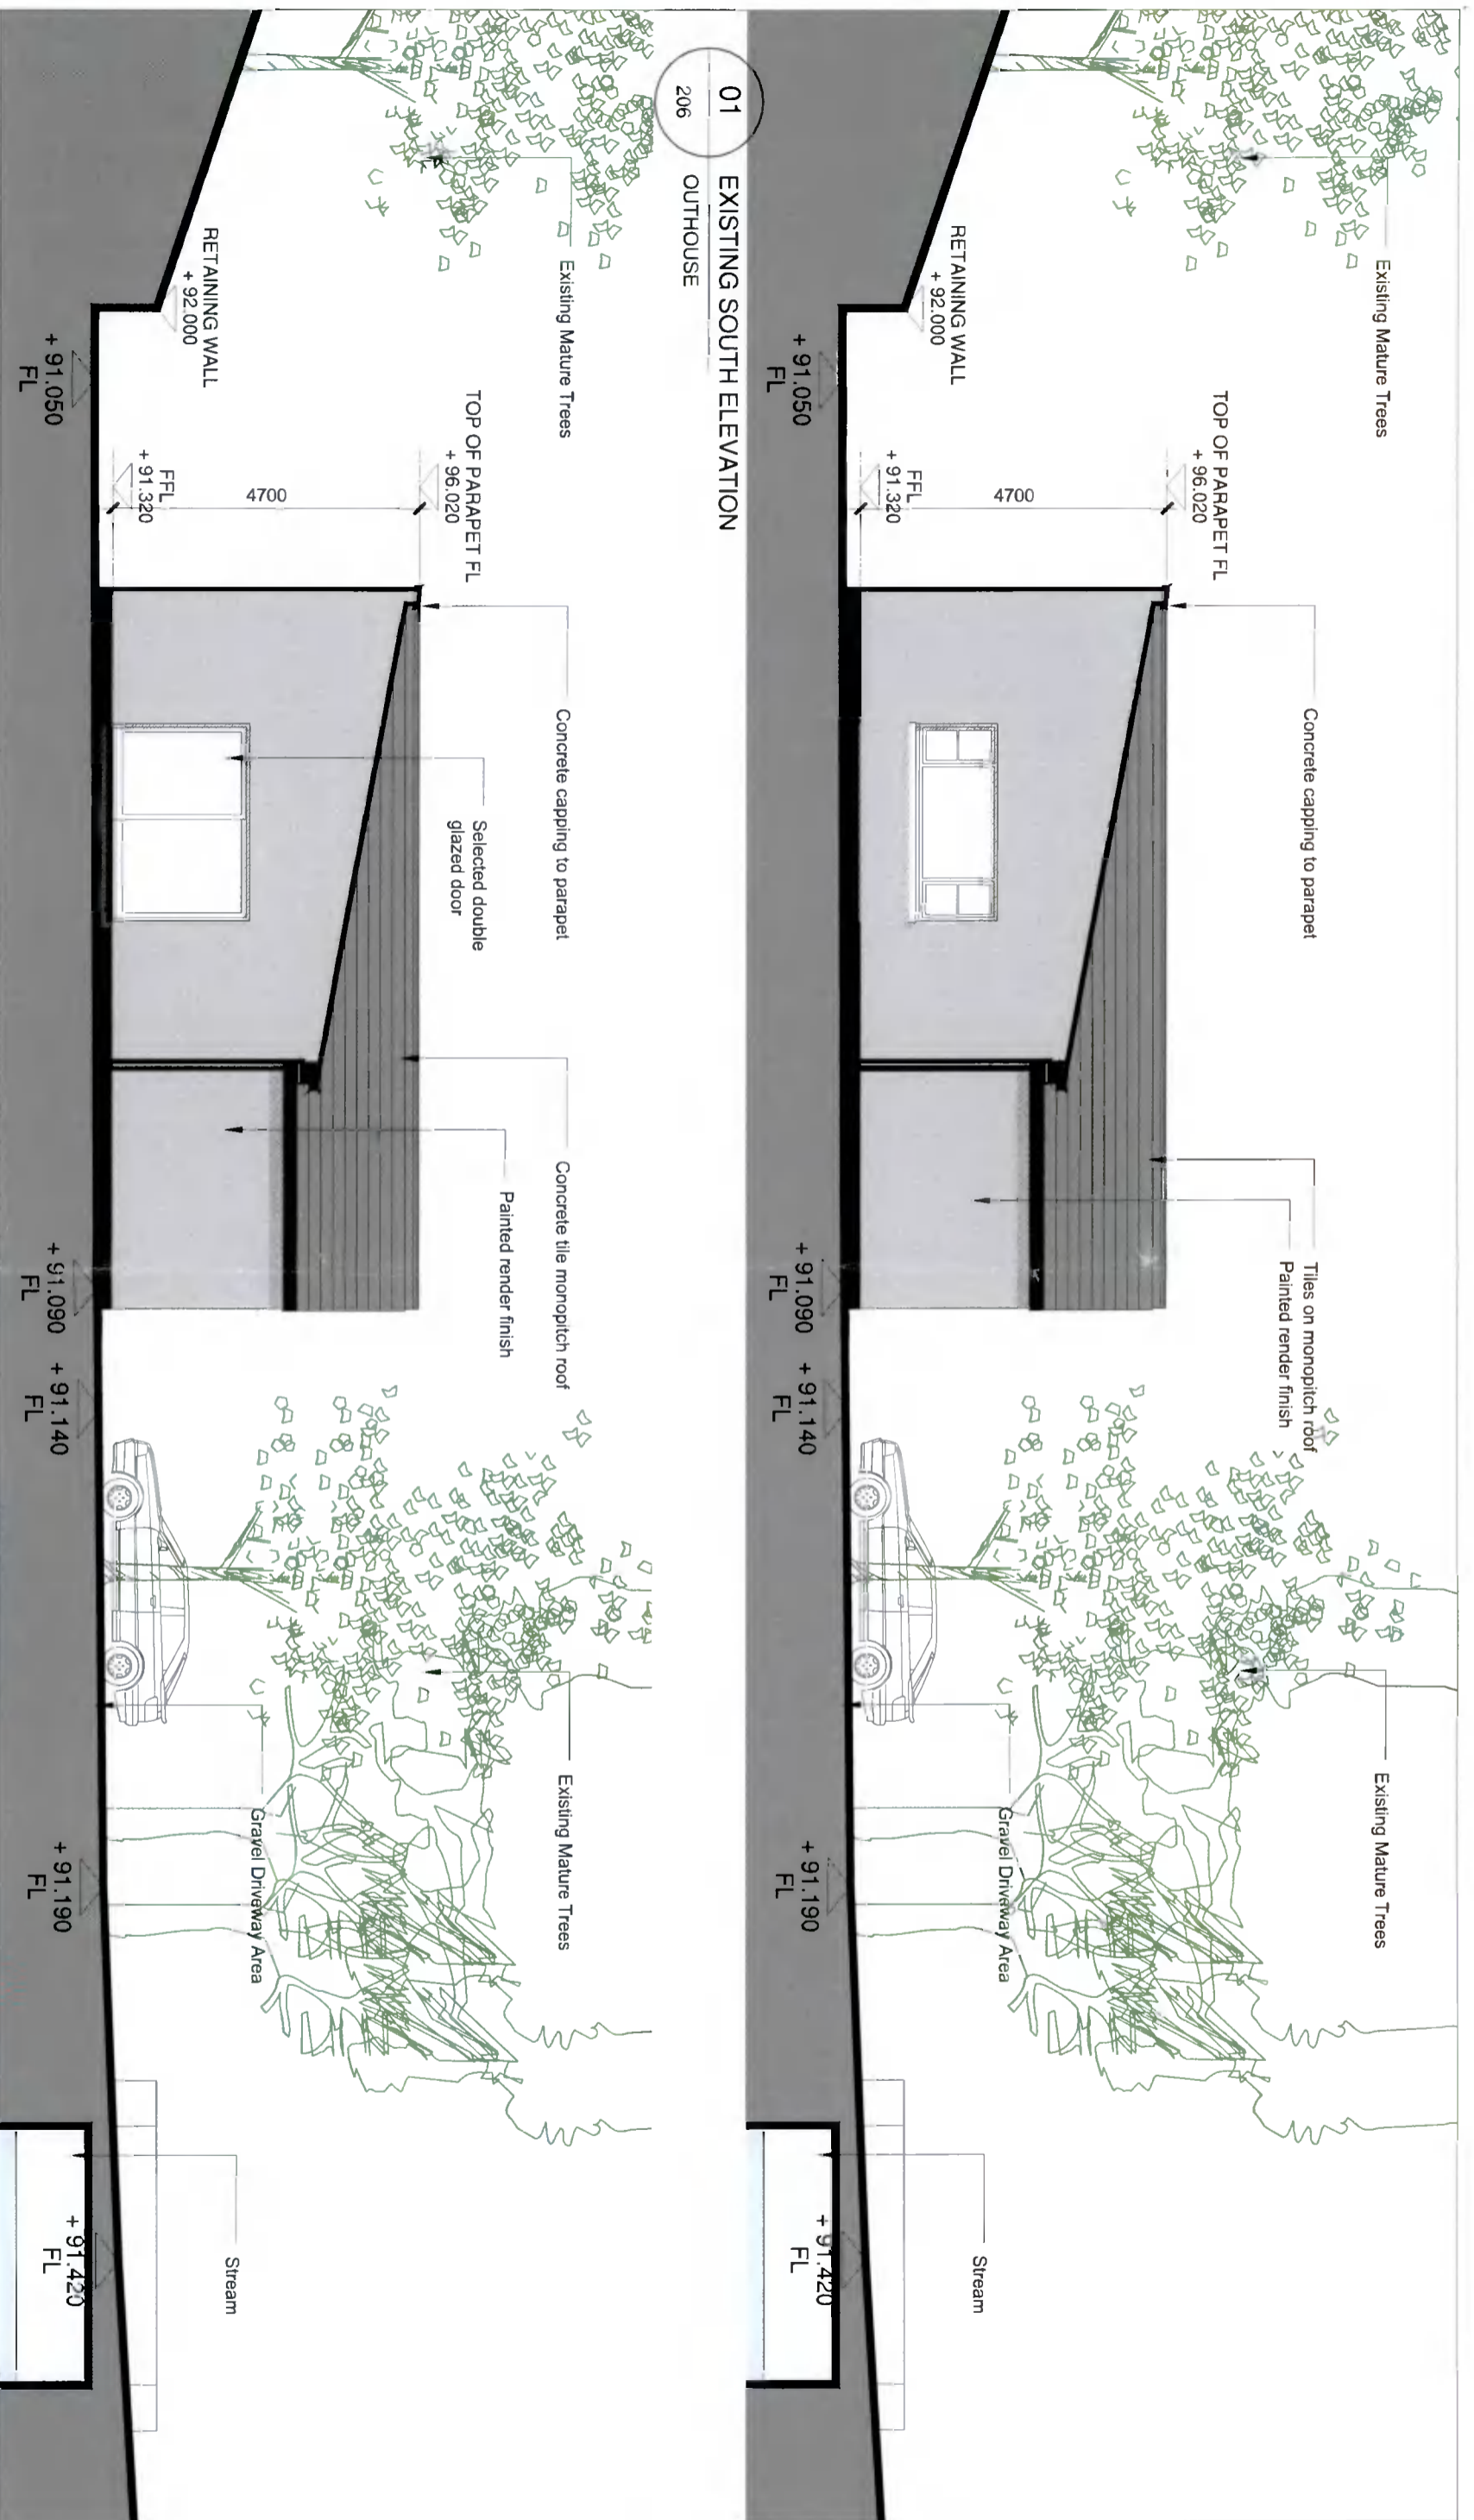 Existing Mature Trees
Concrete capping to parapet
Tiles on monopitch roof
Painted render finish
Existing Mature Trees
TOP OF PARAPET FL
+ 96.020
4700
FFL
+ 91.320
RETAINING WALL
+ 92.000
Gravel Driveway Area
Stream
+ 91.050
FL
+ 91.090
FL
+ 91.140
FL
+ 91.190
FL
+ 91.420
FL
01
206
EXISTING SOUTH ELEVATION
OUTHOUSE
Existing Mature Trees
Concrete capping to parapet
Concrete tile monopitch roof
Existing Mature Trees
TOP OF PARAPET FL
+ 96.020
Selected double
glazed door
Painted render finish
4700
FFL
+ 91.320
RETAINING WALL
+ 92.000
Gravel Driveway Area
Stream
+ 91.050
FL
+ 91.090
FL
+ 91.140
FL
+ 91.190
FL
+ 91.420
FL